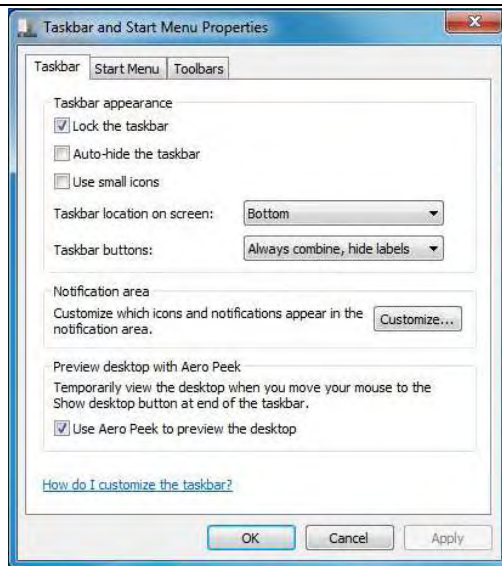 Taskbar and Start Menu Properties
Taskbar Start Menu Toolbars
Taskbar appearance
Lock the taskbar
Auto-hide the taskbar
Use small icons
Taskbar location on screen: Bottom
Taskbar buttons: Always combine, hide labels
Notification area
Customize which icons and notifications appear in the
notification area.
Customize...
Preview desktop with Aero Peek
Temporarily view the desktop when you move your mouse to the
Show desktop button at end of the taskbar.
Use Aero Peek to preview the desktop
How do I customize the taskbar?
OK Cancel Apply